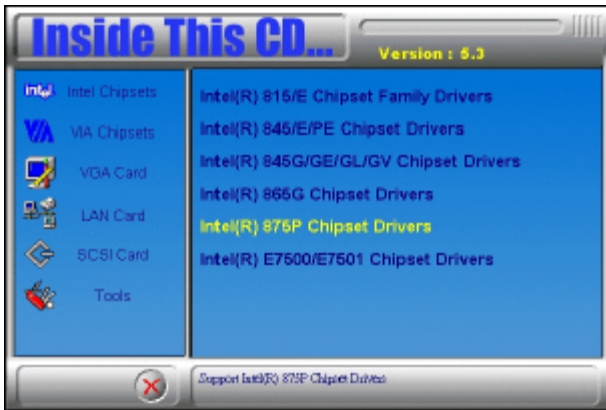 Inside This CD...
Version : 5.3
intel Intel Chipsets
VIA VIA Chipsets
VGA Card
LAN Card
SCSI Card
Tools
Intel(R) 815/E Chipset Family Drivers
Intel(R) 845/E/PE Chipset Drivers
Intel(R) 845G/GE/GL/GV Chipset Drivers
Intel(R) 865G Chipset Drivers
Intel(R) 875P Chipset Drivers
Intel(R) E7500/E7501 Chipset Drivers
Support Intel(R) 875P Chipset Drivers